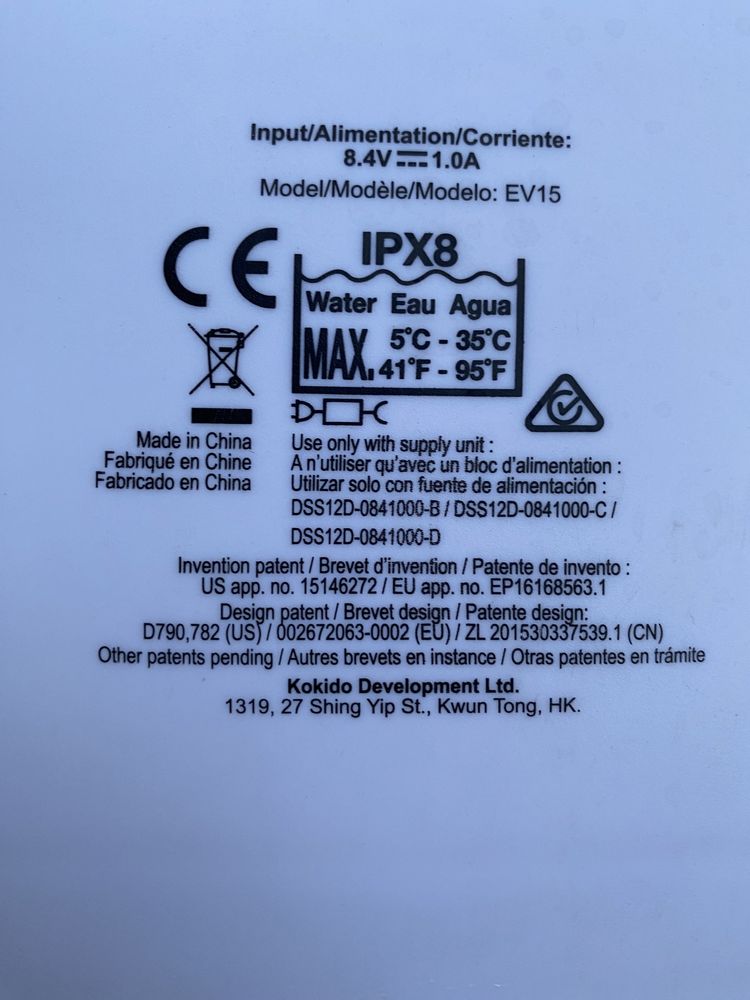 Input/Alimentation/Corriente:
8.4V ⎓ 1.0A
Model/Modèle/Modelo: EV15
CE
IPX8
Water Eau Agua
MAX. 5°C - 35°C
41°F - 95°F
Made in China
Fabriqué en Chine
Fabricado en China
Use only with supply unit :
A n'utiliser qu'avec un bloc d'alimentation :
Utilizar solo con fuente de alimentación :
DSS12D-0841000-B / DSS12D-0841000-C /
DSS12D-0841000-D
Invention patent / Brevet d'invention / Patente de invento :
US app. no. 15146272 / EU app. no. EP16168563.1
Design patent / Brevet design / Patente design:
D790,782 (US) / 002672063-0002 (EU) / ZL 201530337539.1 (CN)
Other patents pending / Autres brevets en instance / Otras patentes en trámite
Kokido Development Ltd.
1319, 27 Shing Yip St., Kwun Tong, HK.